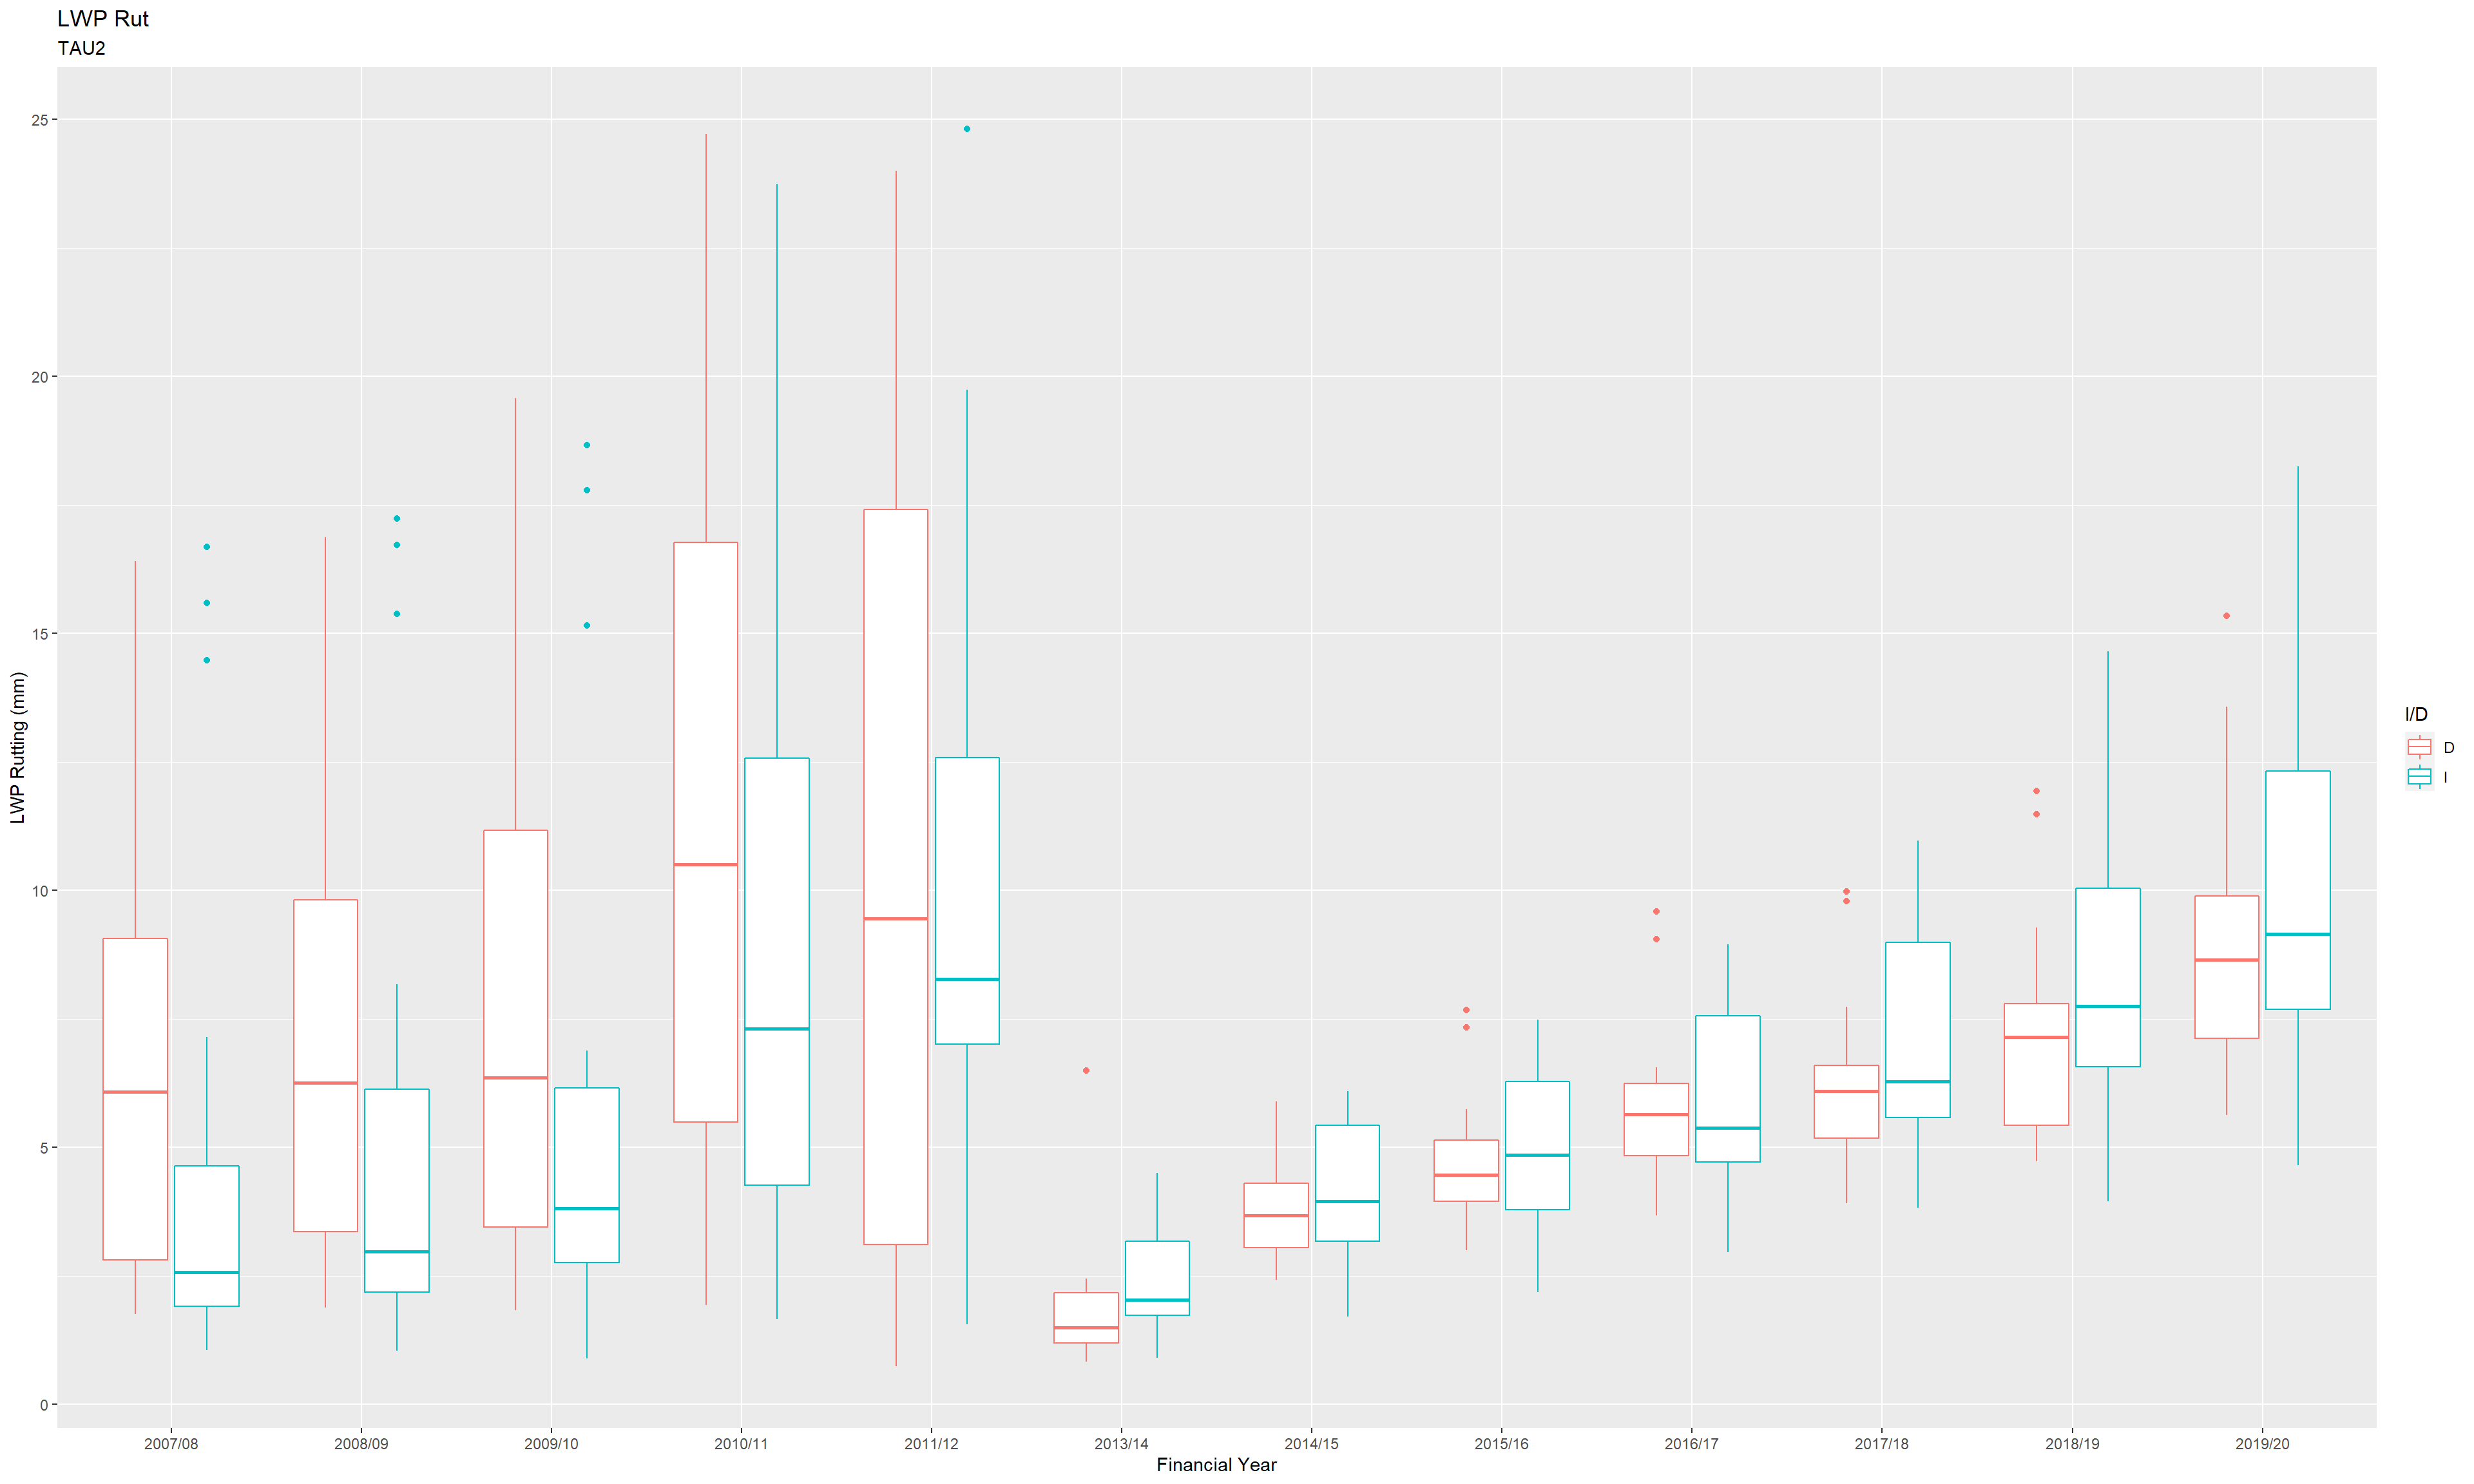 LWP Rut
TAU2
25
20
15
10
5
0
LWP Rutting (mm)
2007/08 2008/09 2009/10 2010/11 2011/12 2013/14 2014/15 2015/16 2016/17 2017/18 2018/19 2019/20
Financial Year
I/D
D
I